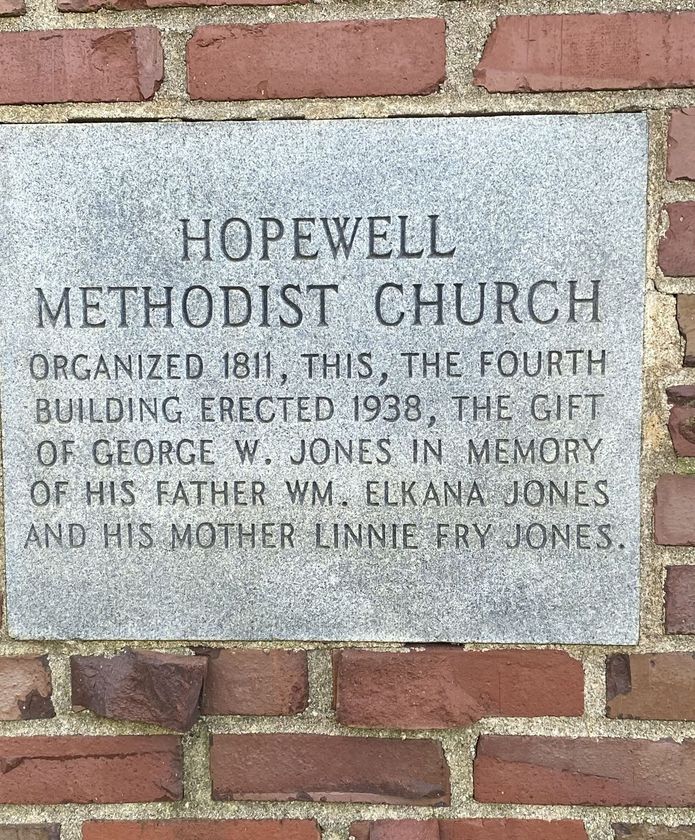 HOPEWELL
METHODIST CHURCH
ORGANIZED 1811, THIS, THE FOURTH
BUILDING ERECTED 1938, THE GIFT
OF GEORGE W. JONES IN MEMORY
OF HIS FATHER WM. ELKANA JONES
AND HIS MOTHER LINNIE FRY JONES.